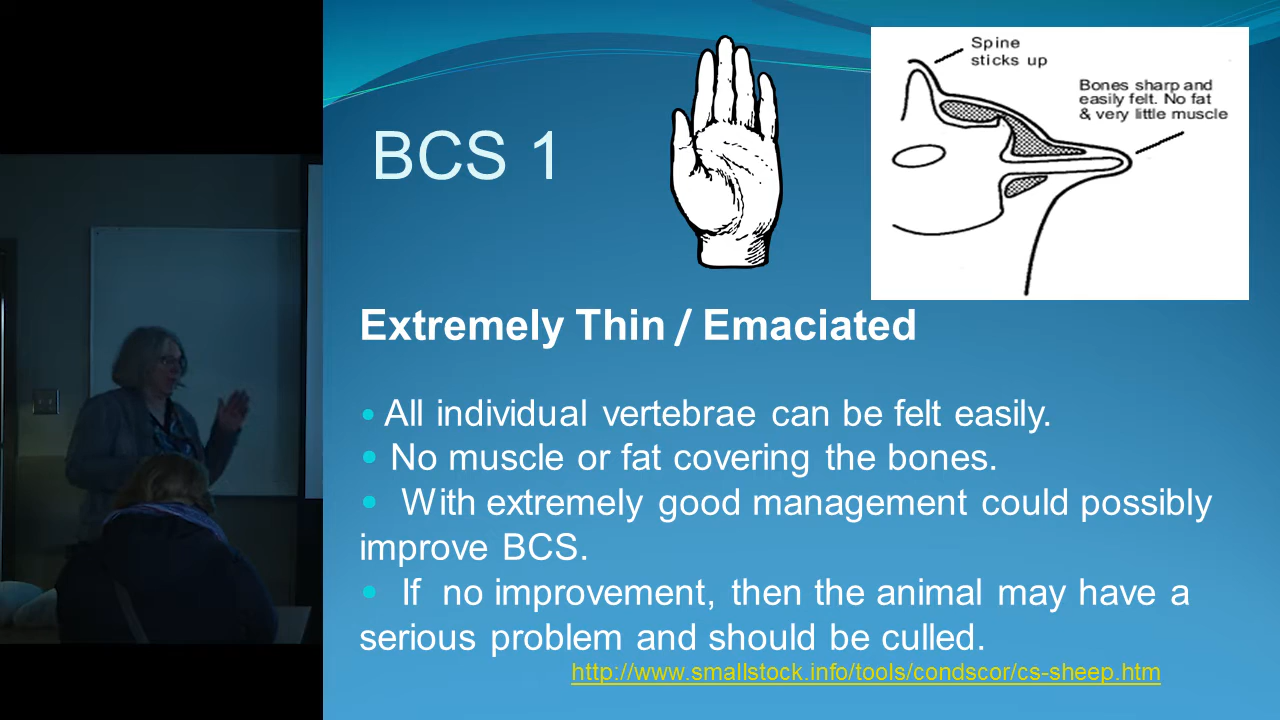 BCS 1
Spine
sticks up
Bones sharp and
easily felt. No fat
& very little muscle
Extremely Thin / Emaciated
• All individual vertebrae can be felt easily.
• No muscle or fat covering the bones.
• With extremely good management could possibly
improve BCS.
• If no improvement, then the animal may have a
serious problem and should be culled.
http://www.smallstock.info/tools/condscor/cs-sheep.htm